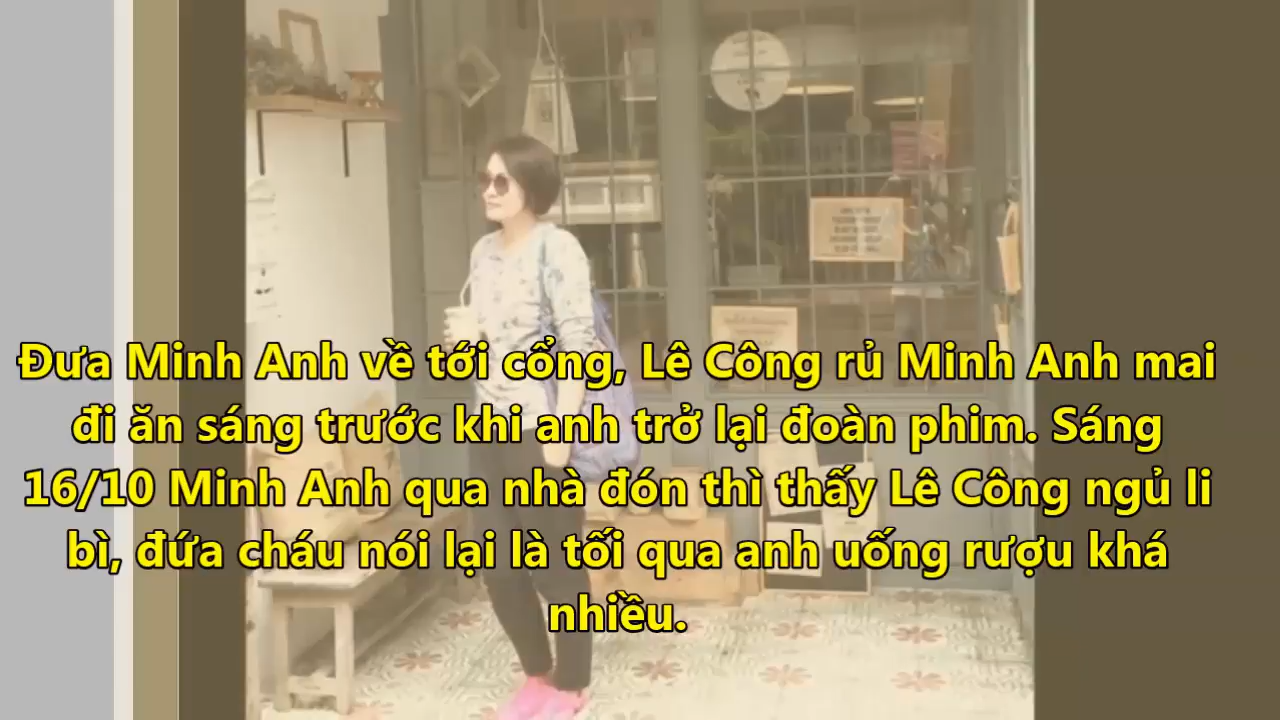 Đưa Minh Anh về tới cổng, Lê Công rủ Minh Anh mai
đi ăn sáng trước khi anh trở lại đoàn phim. Sáng
16/10 Minh Anh qua nhà đón thì thấy Lê Công ngủ li
bì, đứa cháu nói lại là tối qua anh uống rượu khá
nhiều.